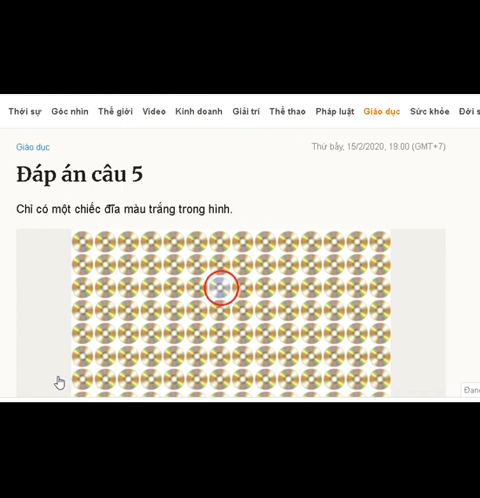 Thời sự Góc nhìn Thế giới Video Kinh doanh Giải trí Thể thao Pháp luật Giáo dục Sức khỏe Đời s
Giáo dục Thứ bảy, 15/2/2020, 19:00 (GMT+7)
Đáp án câu 5
Chỉ có một chiếc đĩa màu trắng trong hình.
Đan